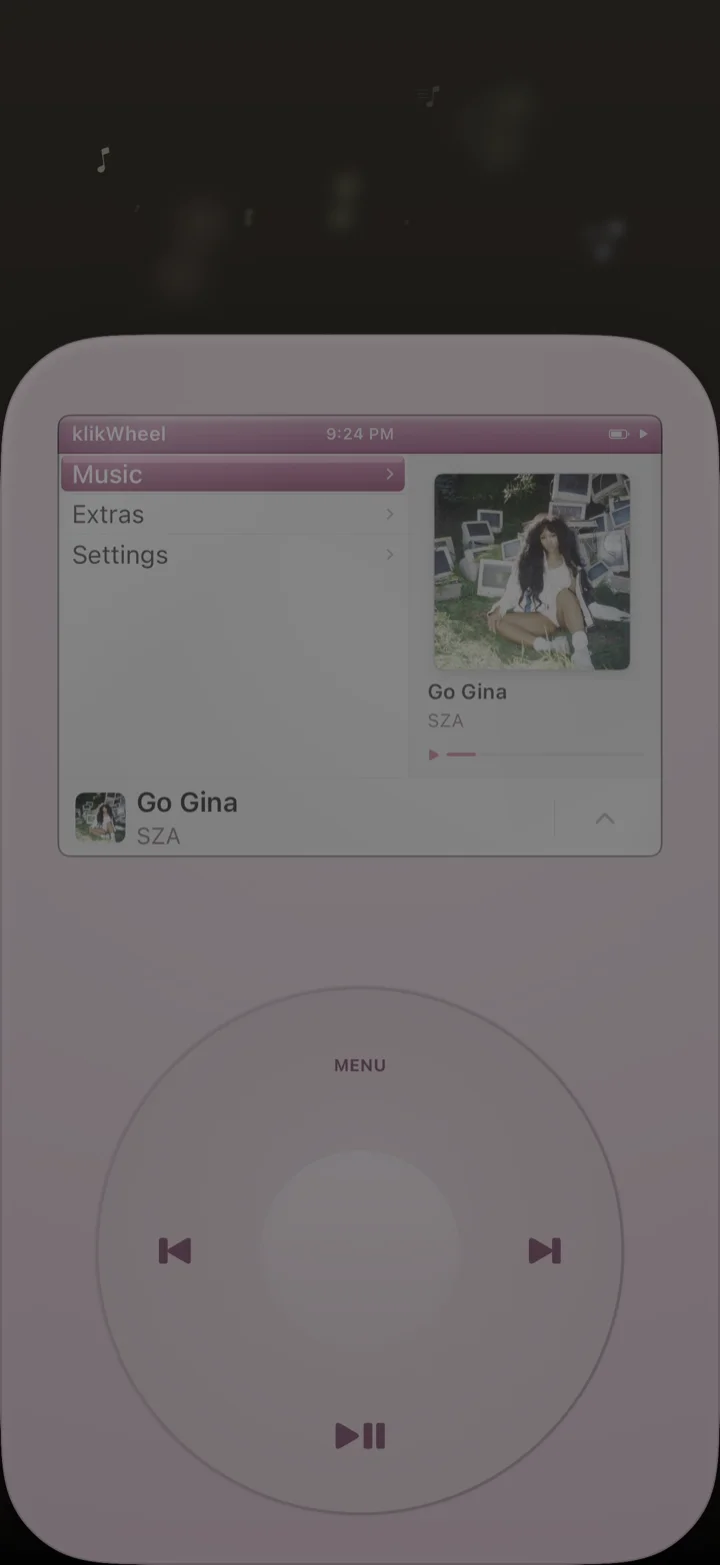 klikWheel 9:24 PM
Music
Extras
Settings
Go Gina
SZA
Go Gina
SZA
MENU